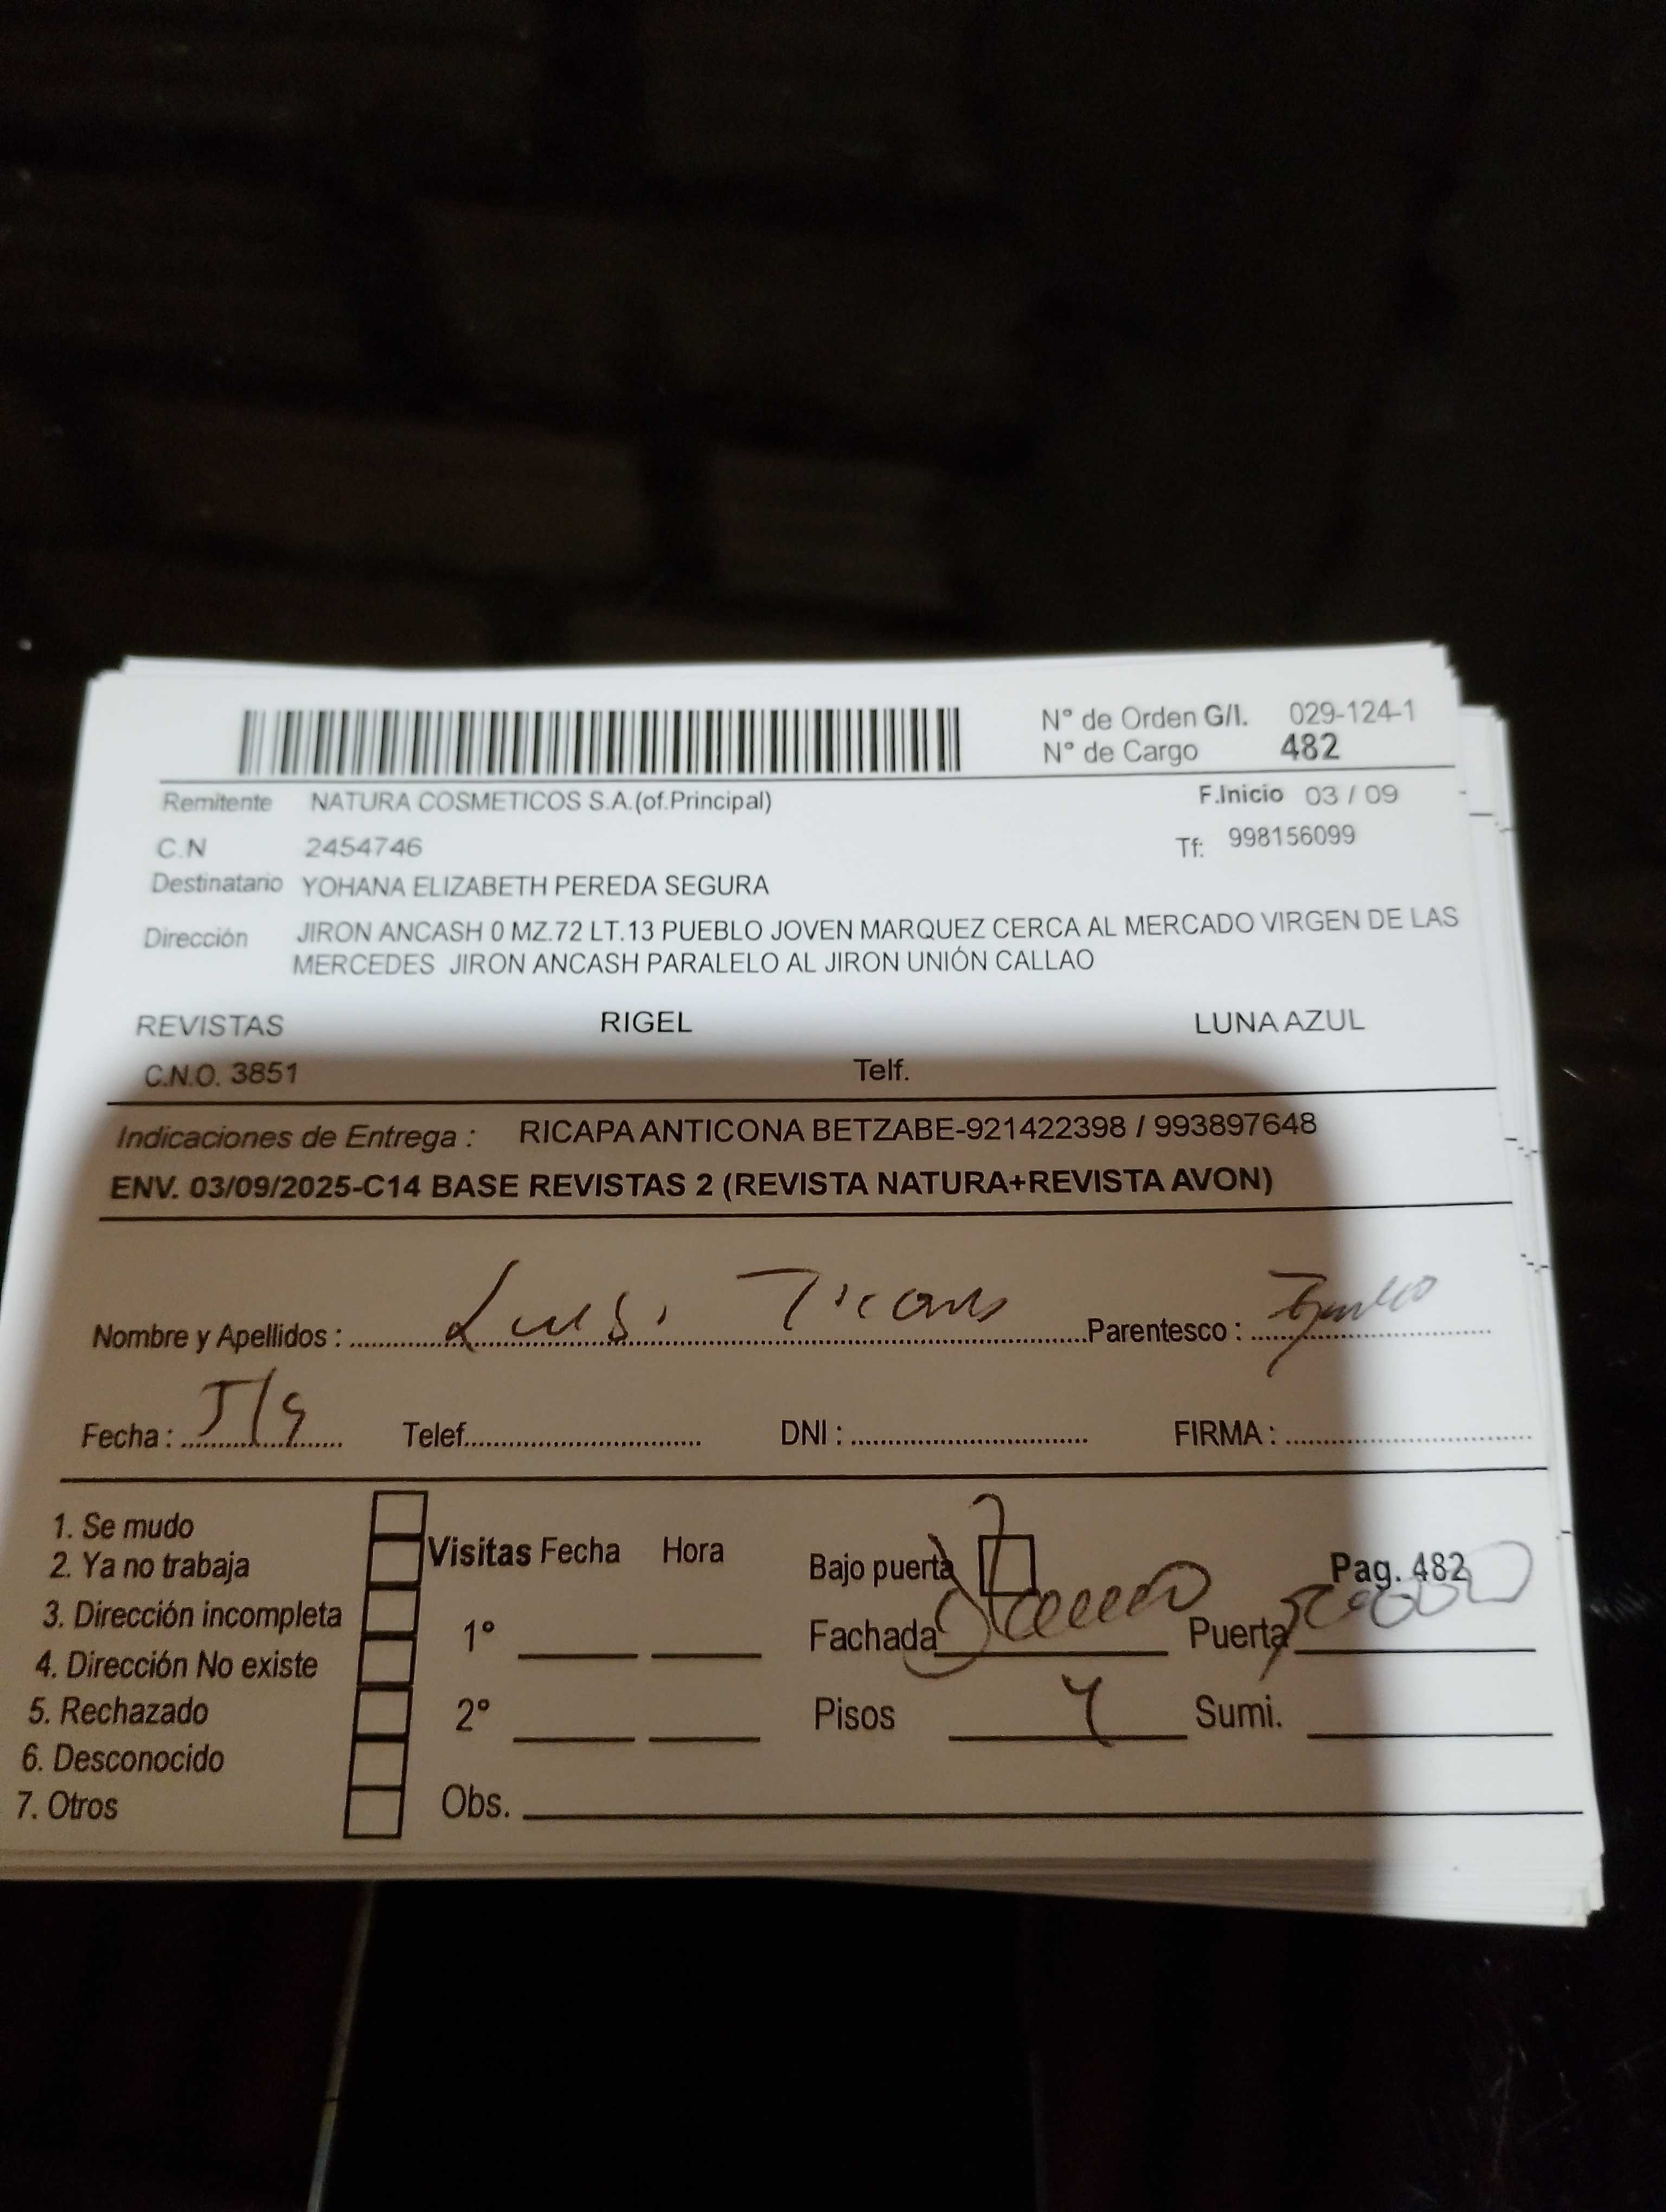 N° de Orden G/I. 029-124-1
N° de Cargo 482
Remitente NATURA COSMETICOS S.A.(of.Principal) F.Inicio 03 / 09
C.N 2454746 Tf: 998156099
Destinatario YOHANA ELIZABETH PEREDA SEGURA
Dirección JIRON ANCASH 0 MZ.72 LT.13 PUEBLO JOVEN MARQUEZ CERCA AL MERCADO VIRGEN DE LAS
MERCEDES JIRON ANCASH PARALELO AL JIRON UNIÓN CALLAO
REVISTAS RIGEL LUNA AZUL
C.N.O. 3851 Telf.
Indicaciones de Entrega : RICAPA ANTICONA BETZABE-921422398 / 993897648
ENV. 03/09/2025-C14 BASE REVISTAS 2 (REVISTA NATURA+REVISTA AVON)
Nombre y Apellidos : Luis Parentesco :
Fecha : 5/9 Telef. DNI : FIRMA :
1. Se mudo
2. Ya no trabaja
3. Dirección incompleta
4. Dirección No existe
5. Rechazado
6. Desconocido
7. Otros
Visitas Fecha Hora Bajo puerta Pag. 482
1° Fachada Puerta
2° Pisos 4 Sumi.
Obs.